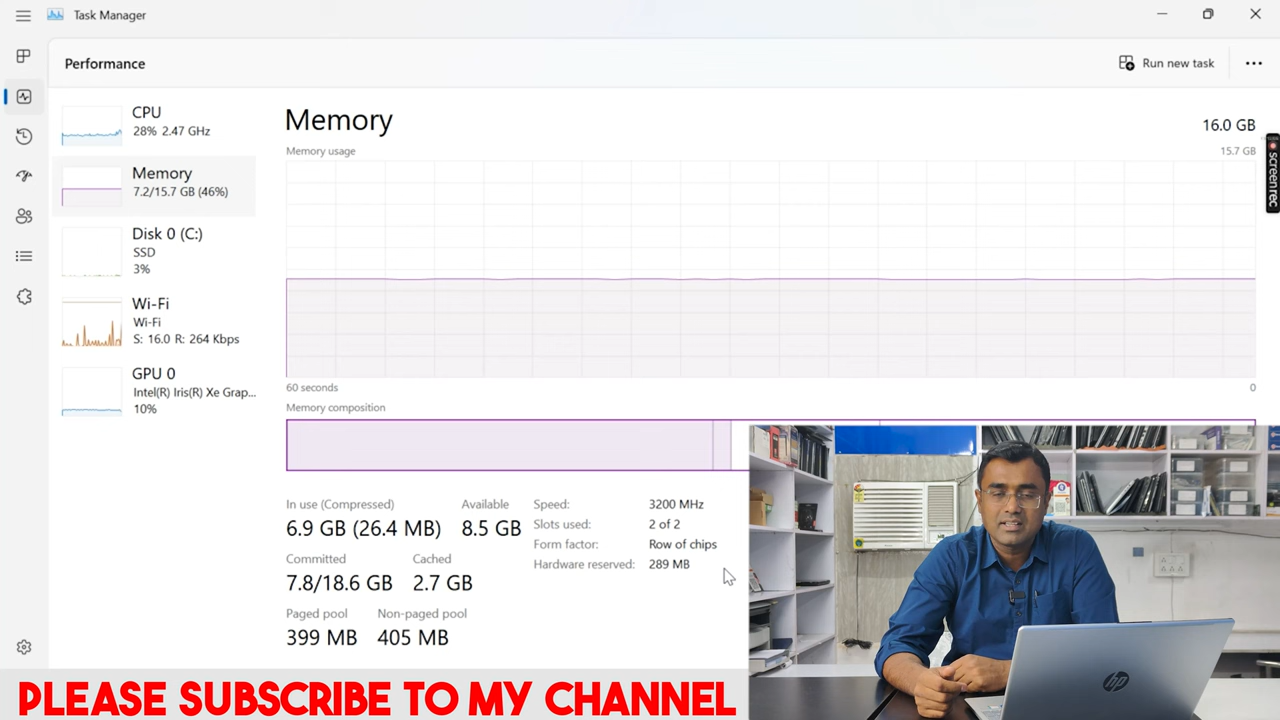 Task Manager
Performance
Run new task
CPU
28% 2.47 GHz
Memory
7.2/15.7 GB (46%)
Disk 0 (C:)
SSD
3%
Wi-Fi
Wi-Fi
S: 16.0 R: 264 Kbps
GPU 0
Intel(R) Iris(R) Xe Grap...
10%
Memory
16.0 GB
Memory usage
15.7 GB
60 seconds
0
Memory composition
In use (Compressed)
6.9 GB (26.4 MB)
Available
8.5 GB
Committed
7.8/18.6 GB
Cached
2.7 GB
Paged pool
399 MB
Non-paged pool
405 MB
Speed: 3200 MHz
Slots used: 2 of 2
Form factor: Row of chips
Hardware reserved: 289 MB
screenrec
hp
PLEASE SUBSCRIBE TO MY CHANNEL